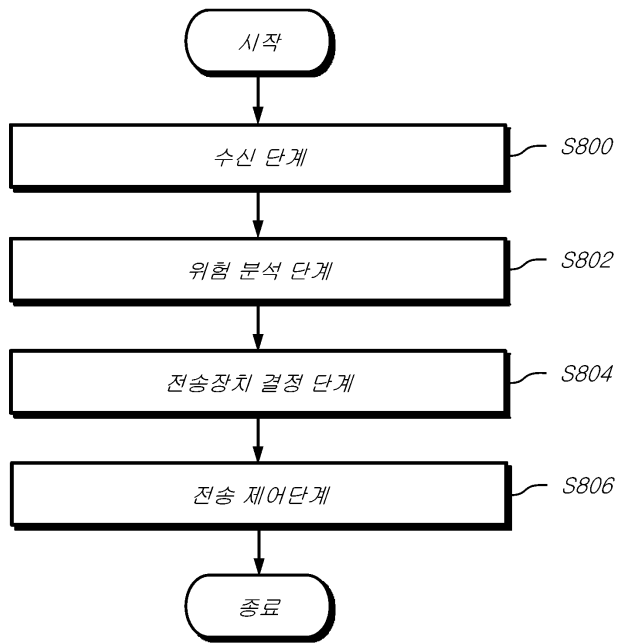 시작
수신 단계
S800
위험 분석 단계
S802
전송장치 결정 단계
S804
전송 제어단계
S806
종료